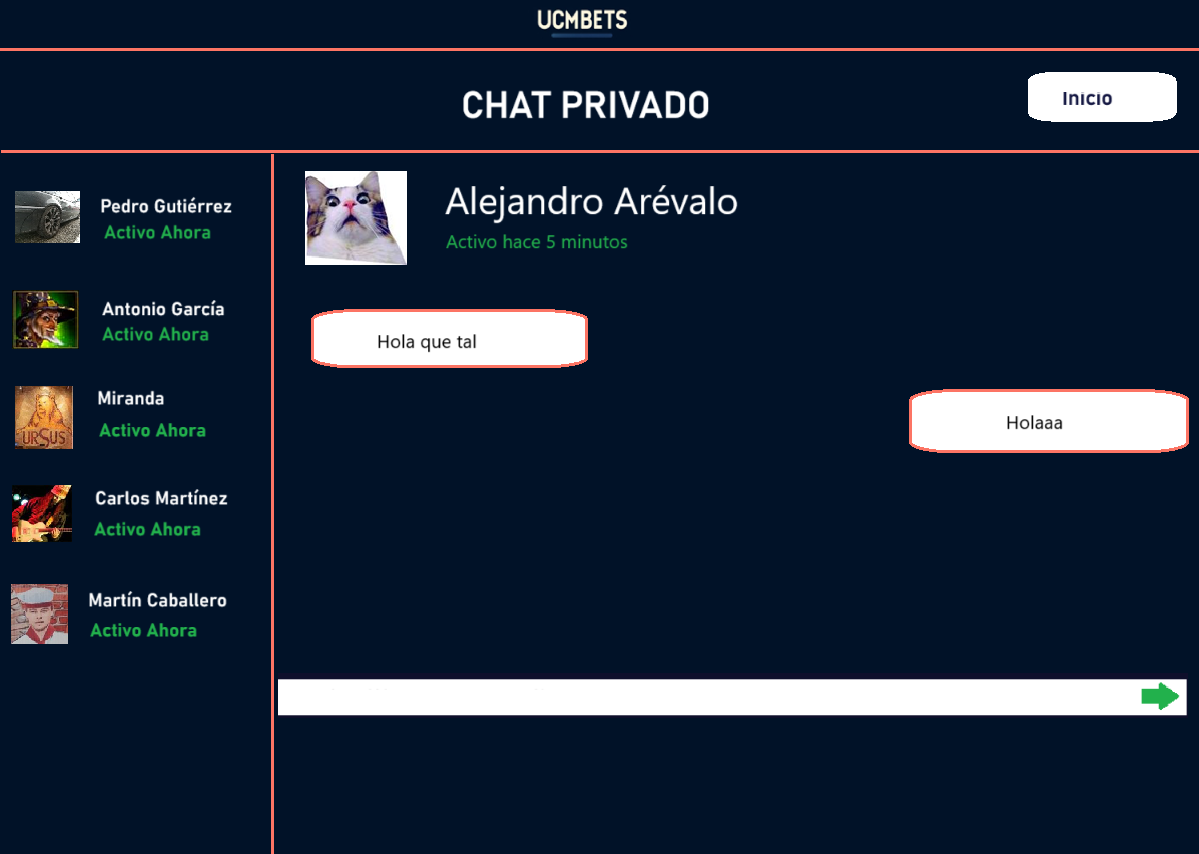 UCMBETS
CHAT PRIVADO
Inicio
Pedro Gutiérrez
Activo Ahora
Antonio García
Activo Ahora
Miranda
Activo Ahora
URSUS
Carlos Martínez
Activo Ahora
Martín Caballero
Activo Ahora
Alejandro Arévalo
Activo hace 5 minutos
Hola que tal
Holaaa